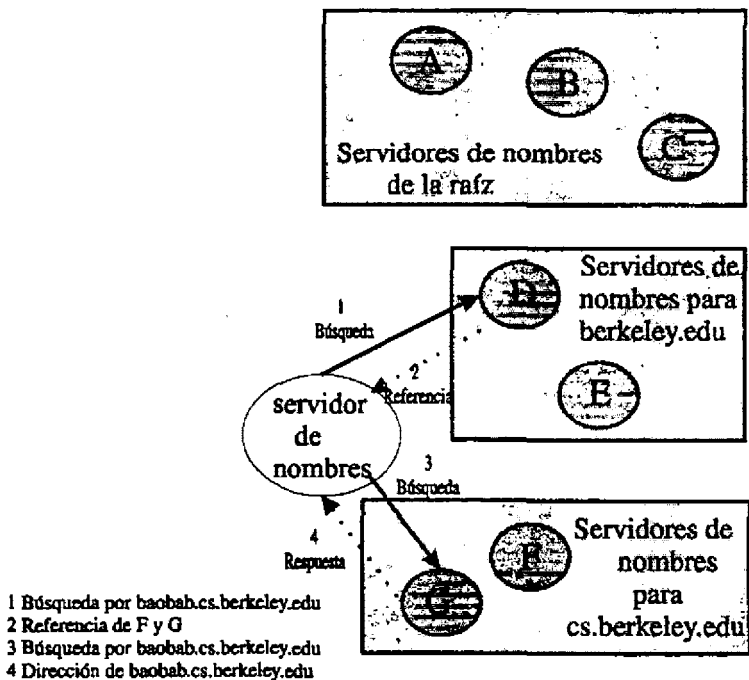 A
B
C
Servidores de nombres
de la raíz
D
Servidores de
nombres para
berkeley.edu
E
1
Búsqueda
2
Referencia
servidor
de
nombres
3
Búsqueda
4
Respuesta
F
G
Servidores de
nombres
para
cs.berkeley.edu
1 Búsqueda por baobab.cs.berkeley.edu
2 Referencia de F y G
3 Búsqueda por baobab.cs.berkeley.edu
4 Dirección de baobab.cs.berkeley.edu